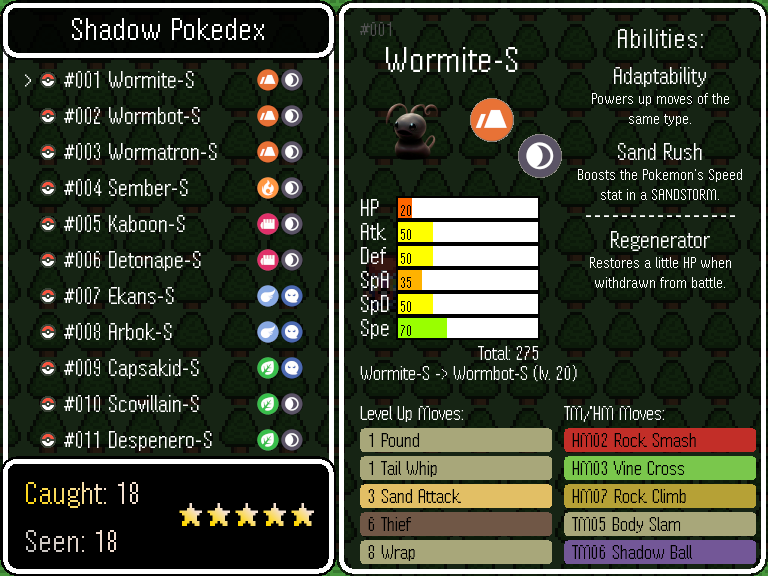 Shadow Pokedex
> #001 Wormite-S
#002 Wormbot-S
#003 Wormatron-S
#004 Sember-S
#005 Kaboon-S
#006 Detonape-S
#007 Ekans-S
#008 Arbok-S
#009 Capsakid-S
#010 Scovillain-S
#011 Despenero-S
Caught: 18
Seen: 18
#001
Wormite-S
HP 20
Atk 50
Def 50
SpA 35
SpD 50
Spe 70
Total: 275
Wormite-S -> Wormbot-S (lv. 20)
Abilities:
Adaptability
Powers up moves of the
same type.
Sand Rush
Boosts the Pokemon's Speed
stat in a SANDSTORM.
Regenerator
Restores a little HP when
withdrawn from battle.
Level Up Moves:
1 Pound
1 Tail Whip
3 Sand Attack
6 Thief
8 Wrap
TM/HM Moves:
HM02 Rock Smash
HM03 Vine Cross
HM07 Rock Climb
TM05 Body Slam
TM06 Shadow Ball